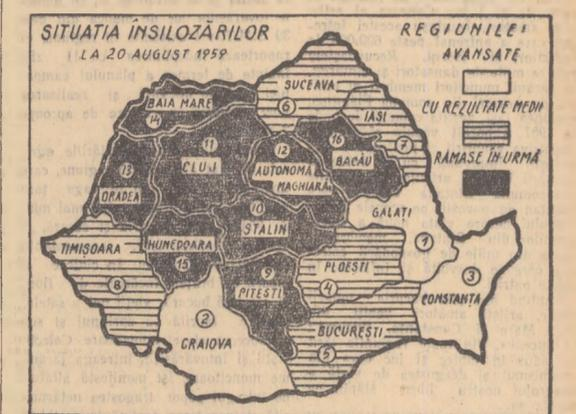 SITUAȚIA ÎNSILOZĂRILOR
LA 20 AUGUST 1959
REGIUNILE:
AVANSATE
CU REZULTATE MEDII
RĂMASE ÎN URMĂ
SUCEAVA
6
BAIA MARE
14
IAȘI
7
11
CLUJ
12
AUTONOMĂ
MAGHIARĂ
16
BACĂU
13
ORADEA
10
STALIN
GALAȚI
1
TIMIȘOARA
8
HUNEDOARA
15
9
PITEȘTI
PLOEȘTI
4
3
CONSTANȚA
2
CRAIOVA
BUCUREȘTI
5